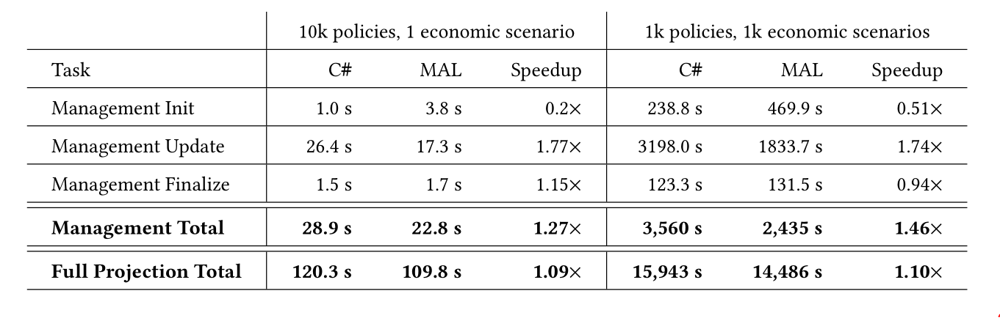 10k policies, 1 economic scenario 1k policies, 1k economic scenarios
Task C# MAL Speedup C# MAL Speedup
Management Init 1.0 s 3.8 s 0.2× 238.8 s 469.9 s 0.51×
Management Update 26.4 s 17.3 s 1.77× 3198.0 s 1833.7 s 1.74×
Management Finalize 1.5 s 1.7 s 1.15× 123.3 s 131.5 s 0.94×
Management Total 28.9 s 22.8 s 1.27× 3,560 s 2,435 s 1.46×
Full Projection Total 120.3 s 109.8 s 1.09× 15,943 s 14,486 s 1.10×